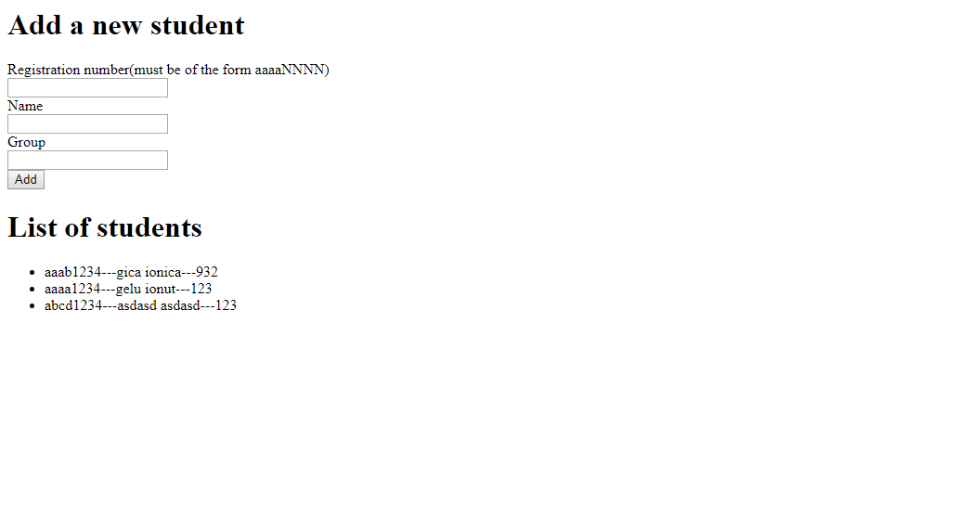 Add a new student
Registration number(must be of the form aaaaNNNN)
Name
Group
Add
List of students
aaab1234---gica ionica---932
aaaa1234---gelu ionut---123
abcd1234---asdasd asdasd---123